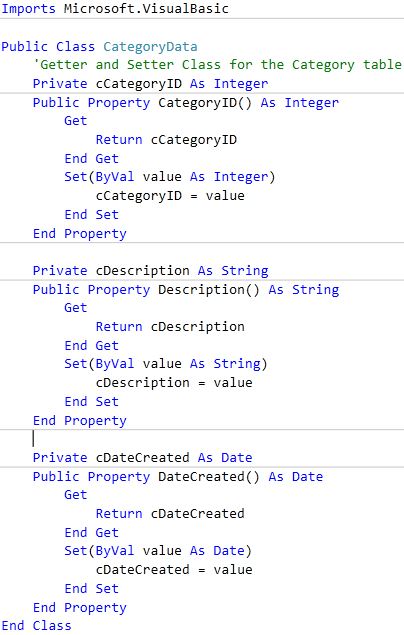 Imports Microsoft.VisualBasic
Public Class CategoryData
'Getter and Setter Class for the Category table
Private cCategoryID As Integer
Public Property CategoryID() As Integer
Get
Return cCategoryID
End Get
Set(ByVal value As Integer)
cCategoryID = value
End Set
End Property
Private cDescription As String
Public Property Description() As String
Get
Return cDescription
End Get
Set(ByVal value As String)
cDescription = value
End Set
End Property
Private cDateCreated As Date
Public Property DateCreated() As Date
Get
Return cDateCreated
End Get
Set(ByVal value As Date)
cDateCreated = value
End Set
End Property
End Class